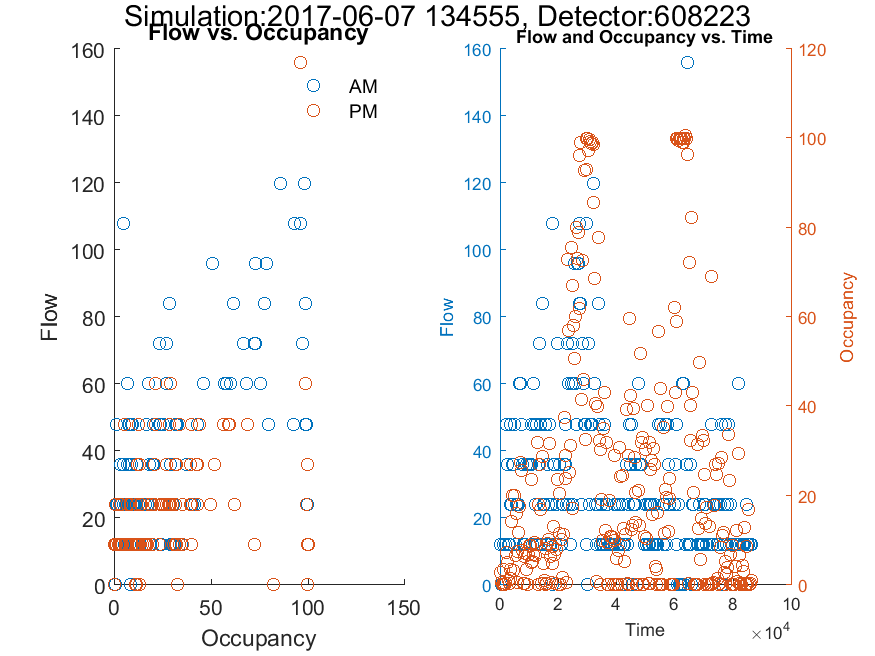 Simulation:2017-06-07 134555, Detector:608223
Flow vs. Occupancy
Flow and Occupancy vs. Time
160
140
120
100
80
60
40
20
0
Flow
AM
PM
0 50 100 150
Occupancy
160
140
120
100
80
60
40
20
0
Flow
120
100
80
60
40
20
0
Occupancy
0 2 4 6 8 10
Time
×10⁴